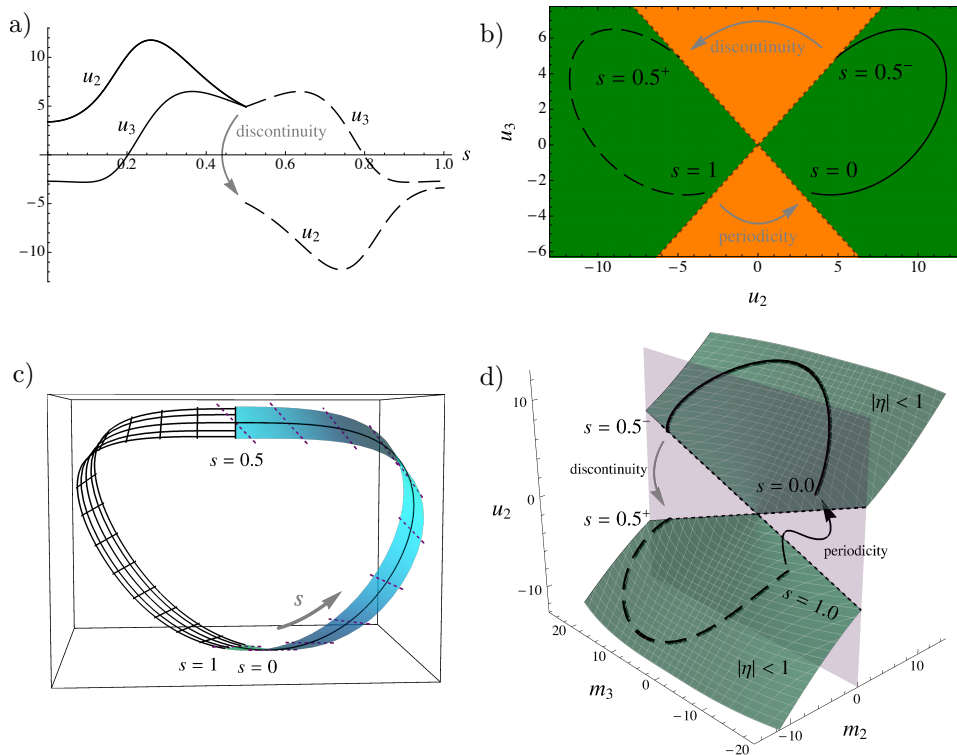 a)
10
5
−5
−10
0.2
0.4
0.6
0.8
1.0
s
u2
u3
discontinuity
u3
u2
b)
6
4
2
0
−2
−4
−6
−10
−5
0
5
10
u3
u2
discontinuity
s = 0.5+
s = 0.5−
s = 1
s = 0
periodicity
c)
s = 0.5
s
s = 1
s = 0
d)
10
0
−10
u2
|η| < 1
s = 0.5−
discontinuity
s = 0.0
s = 0.5+
periodicity
s = 1.0
|η| < 1
20
10
0
−10
−20
m3
−10
0
10
m2